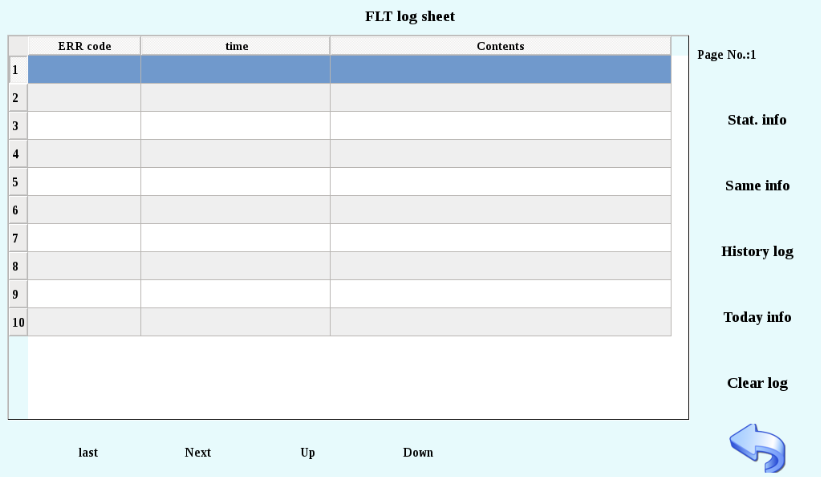 FLT log sheet
ERR code time Contents
Page No.:1
1
2
3
4
5
6
7
8
9
10
Stat. info
Same info
History log
Today info
Clear log
last Next Up Down